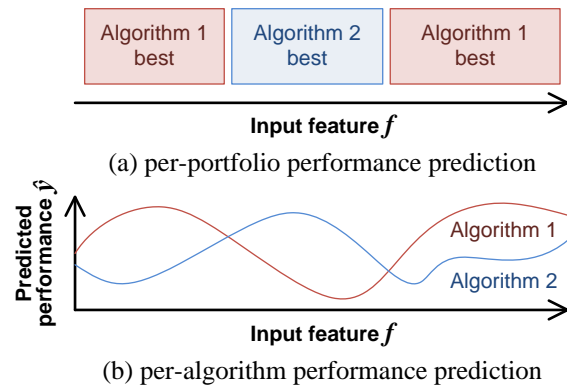 Algorithm 1 best
Algorithm 2 best
Algorithm 1 best
Input feature f
(a) per-portfolio performance prediction
Predicted performance ŷ
Algorithm 1
Algorithm 2
Input feature f
(b) per-algorithm performance prediction